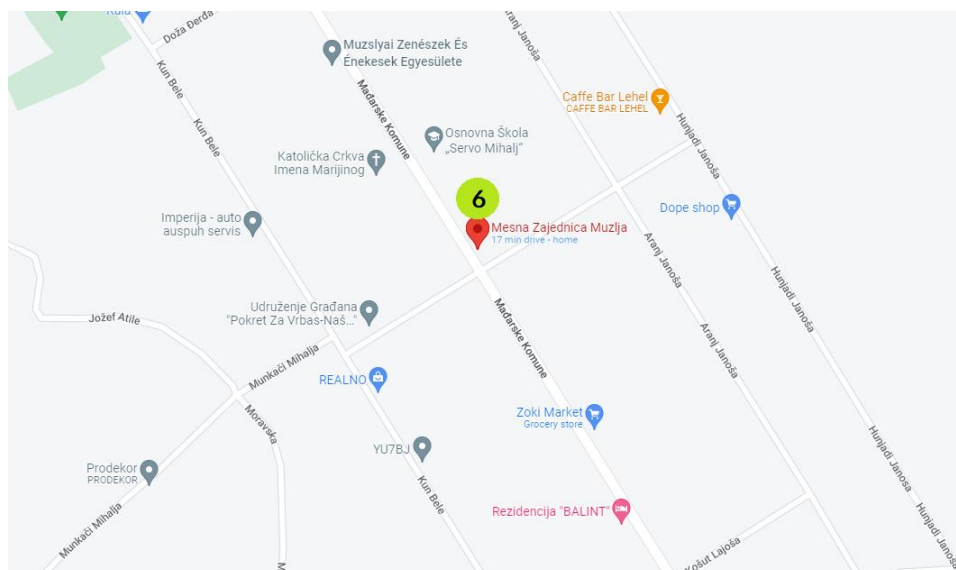 Kula
Doža Đerđa
Muzslyai Zenészek És
Énekesek Egyesülete
Aranj Janoša
Kun Bele
Mađarske Komune
Caffe Bar Lehel
CAFFE BAR LEHEL
Hunjadi Janoša
Osnovna Škola
„Servo Mihalj“
Katolička Crkva
Imena Marijinog
Kun Bele
6
Dope shop
Imperija - auto
auspuh servis
Mesna Zajednica Muzlja
17 min drive - home
Aranj Janoša
Hunjadi Janoša
Udruženje Građana
"Pokret Za Vrbas-Naš..."
Jožef Atile
Mađarske Komune
Aranj Janoša
Munkači Mihalja
REALNO
Moravska
Zoki Market
Grocery store
YU7BJ
Hunjadi Janoša
Prodekor
PRODEKOR
Kun Bele
Rezidencija "BALINT"
Munkači Mihalja
Košut Lajoša